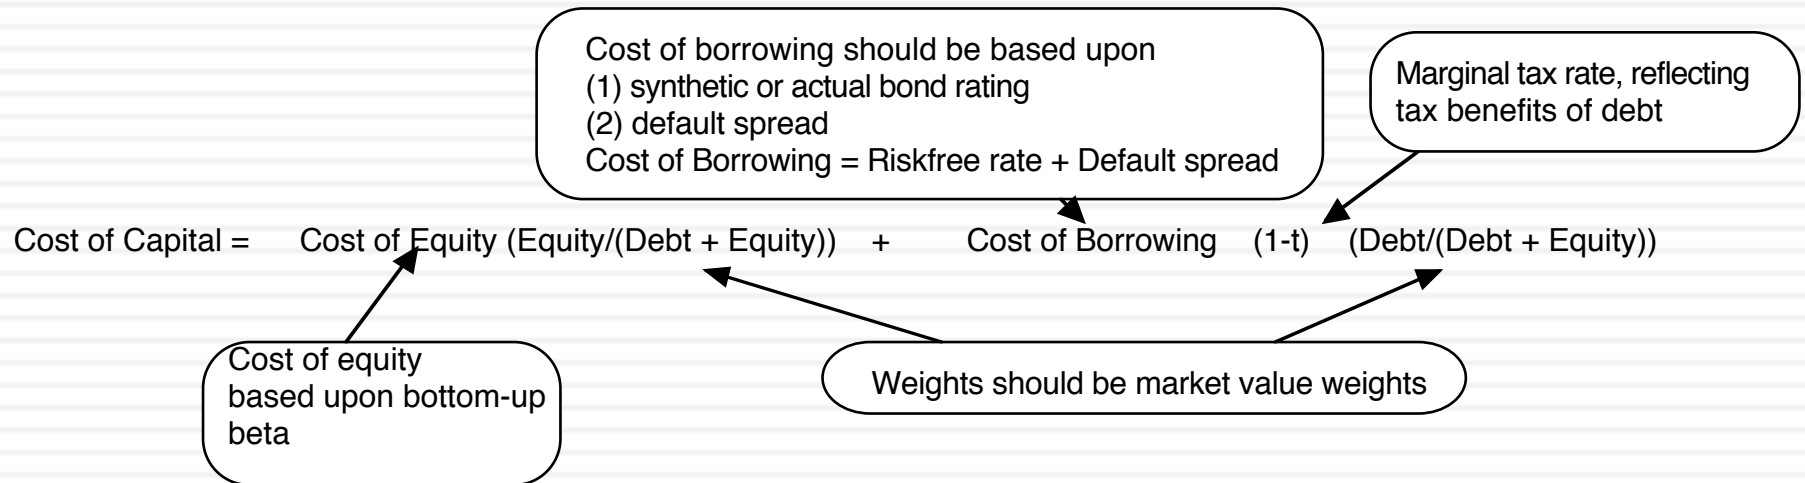 Cost of borrowing should be based upon
(1) synthetic or actual bond rating
(2) default spread
Cost of Borrowing = Riskfree rate + Default spread
Marginal tax rate, reflecting
tax benefits of debt
Cost of Capital = Cost of Equity (Equity/(Debt + Equity)) + Cost of Borrowing (1-t) (Debt/(Debt + Equity))
Cost of equity
based upon bottom-up
beta
Weights should be market value weights